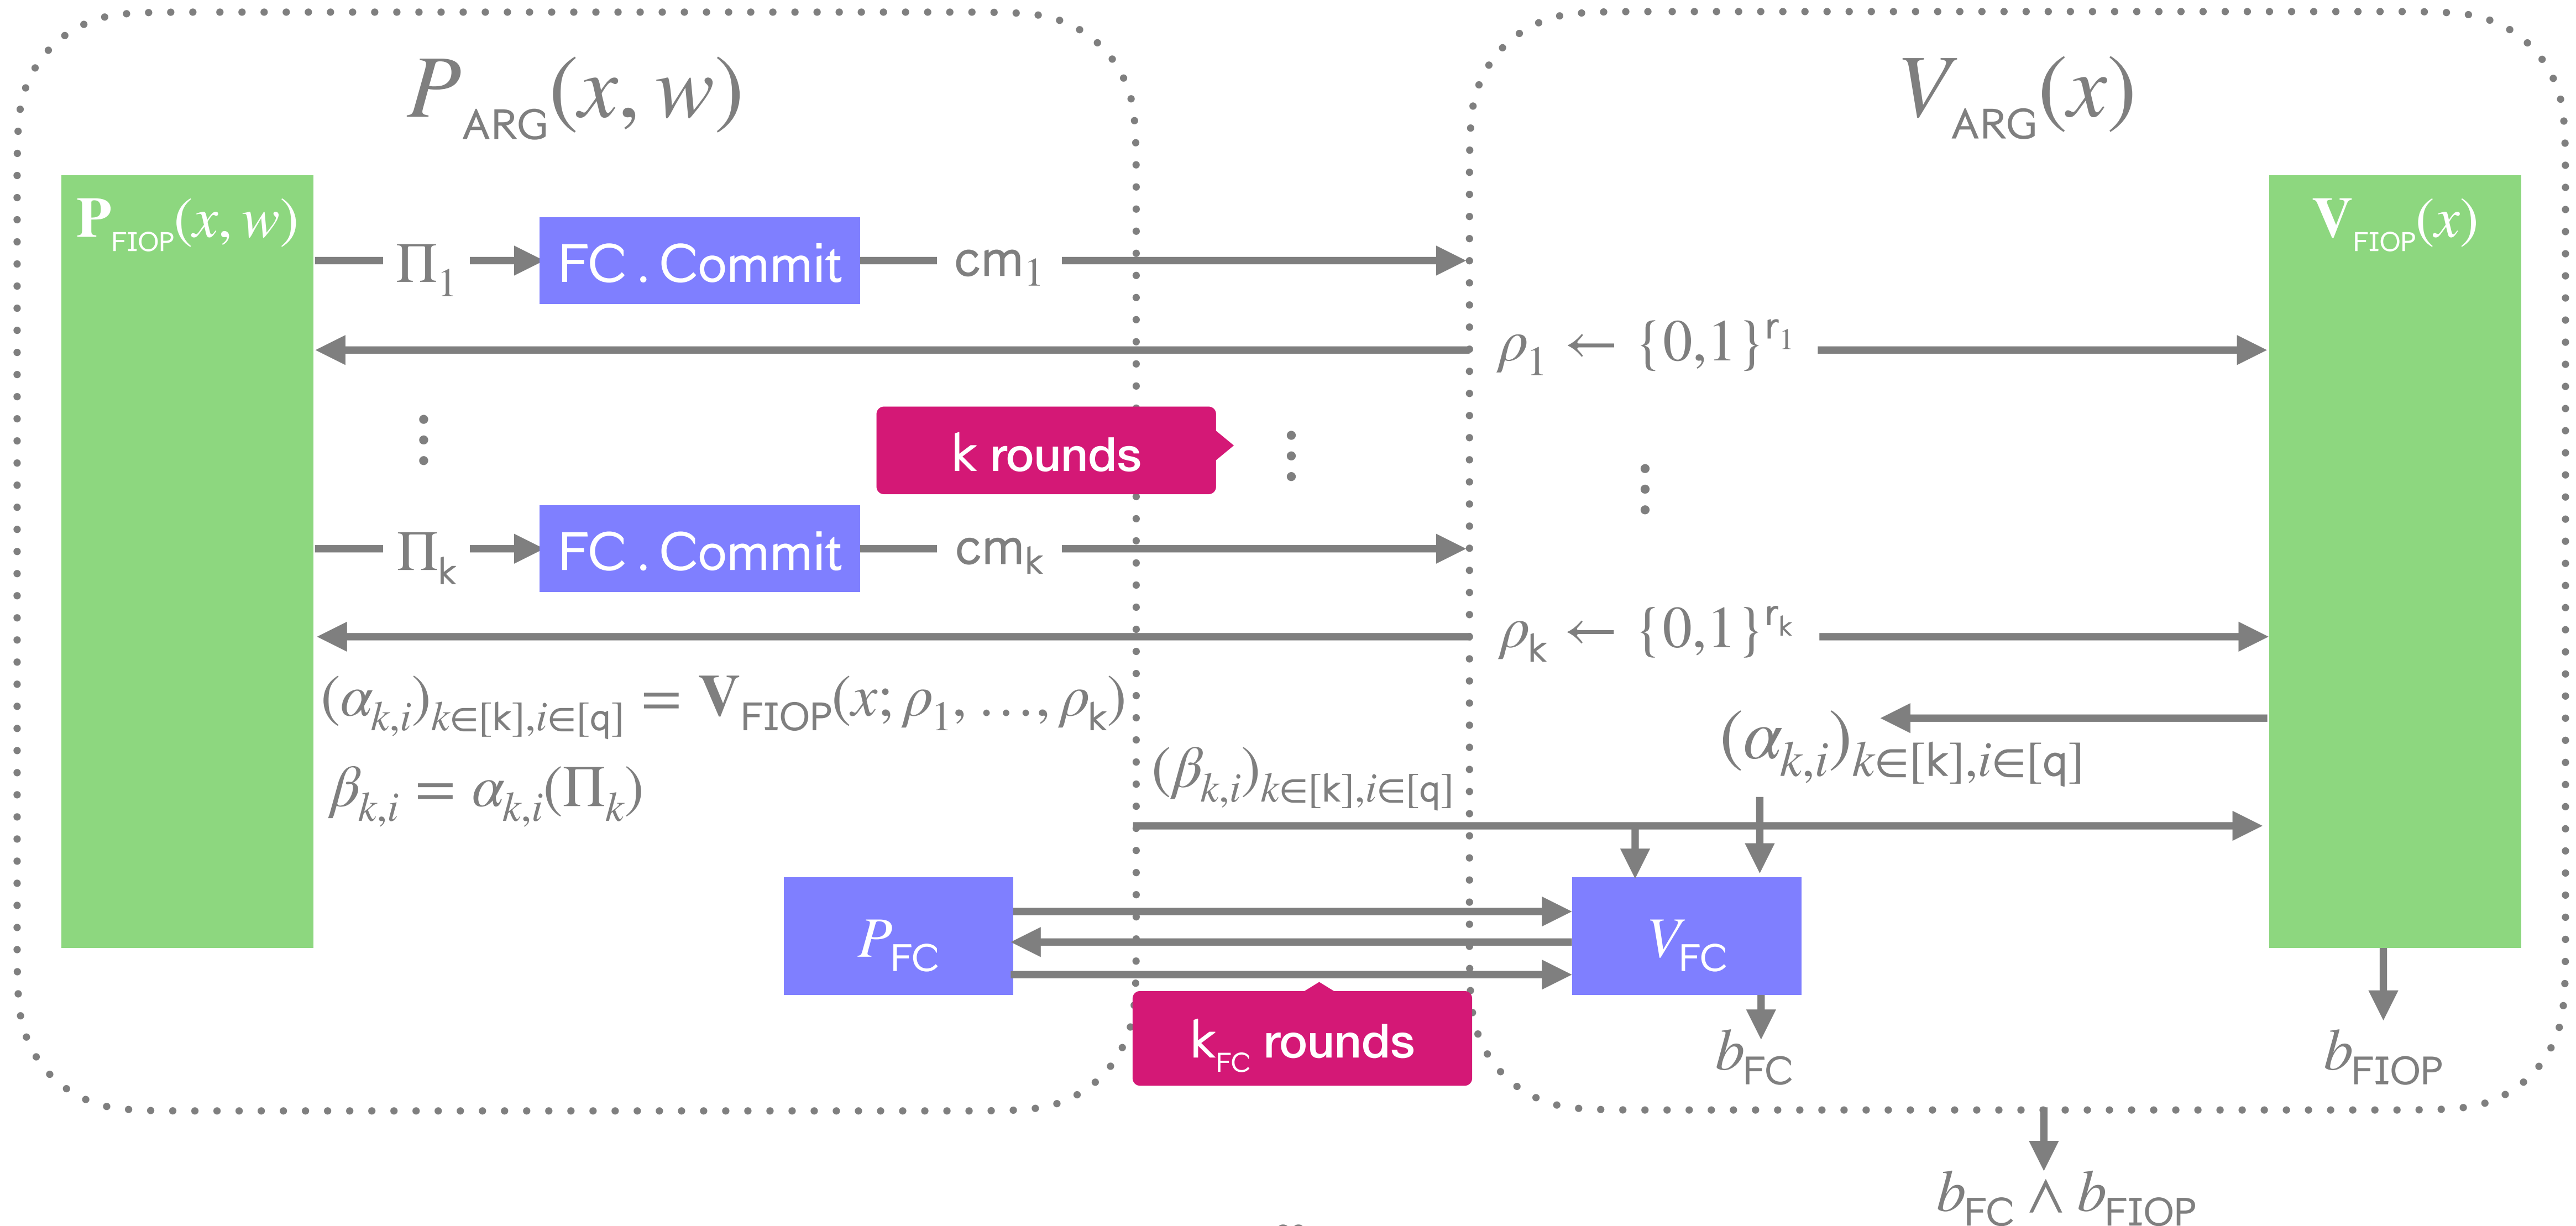 P_ARG(x, w)
V_ARG(x)
P_FIOP(x, w)
V_FIOP(x)
Π_1
FC . Commit
cm_1
ρ_1 ← {0,1}^{r_1}
k rounds
Π_k
FC . Commit
cm_k
ρ_k ← {0,1}^{r_k}
(α_{k,i})_{k∈[k],i∈[q]} = V_FIOP(x; ρ_1, …, ρ_k)
(α_{k,i})_{k∈[k],i∈[q]}
β_{k,i} = α_{k,i}(Π_k)
(β_{k,i})_{k∈[k],i∈[q]}
P_FC
V_FC
k_FC rounds
b_FC
b_FIOP
b_FC ∧ b_FIOP